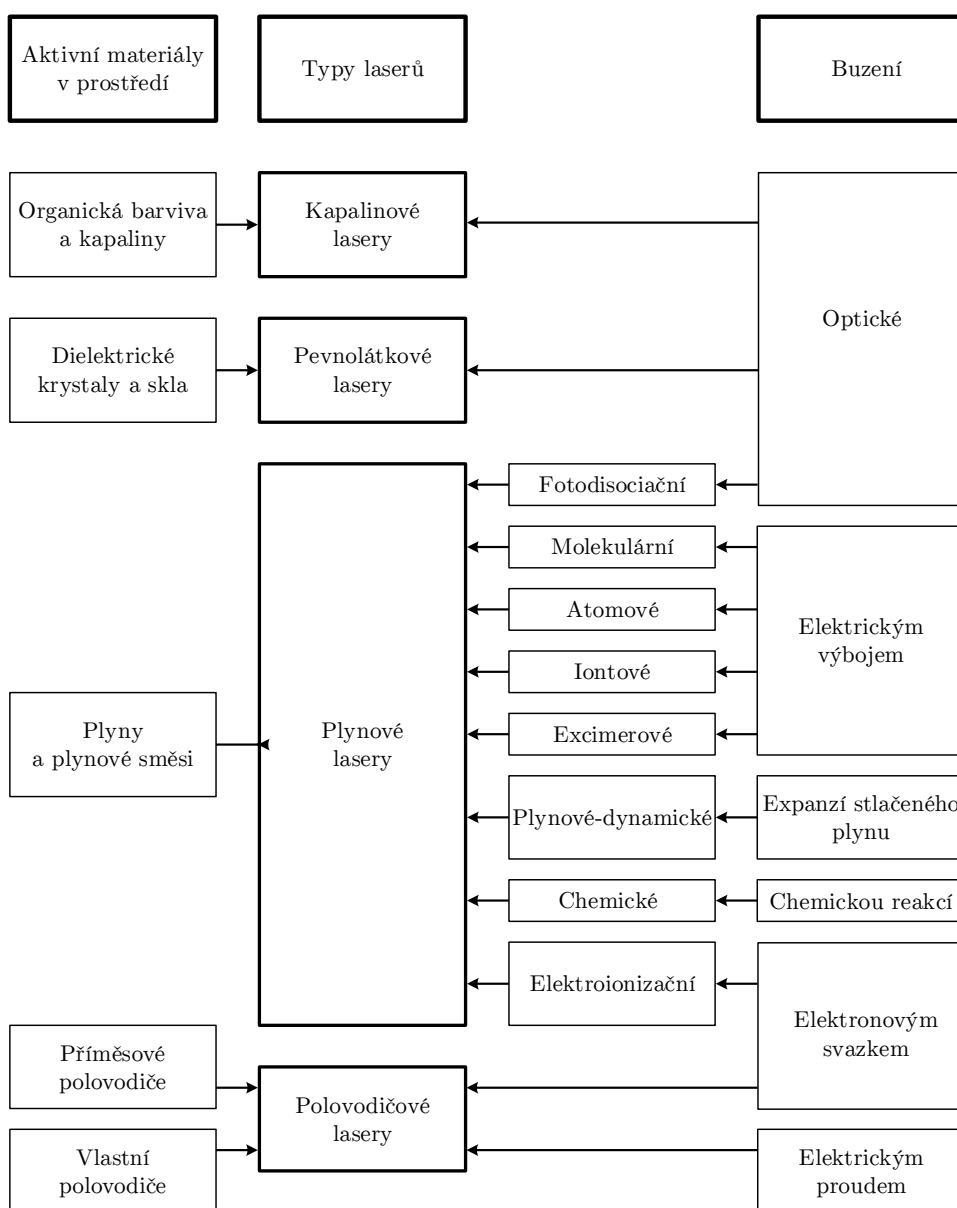 Aktivní materiály
v prostředí
Typy laserů
Buzení
Organická barviva
a kapaliny
Kapalinové
lasery
Optické
Dielektrické
krystaly a skla
Pevnolátkové
lasery
Fotodisociační
Molekulární
Atomové
Iontové
Excimerové
Elektrickým
výbojem
Plyny
a plynové směsi
Plynové
lasery
Plynové-dynamické
Expanzí stlačeného
plynu
Chemické
Chemickou reakcí
Elektroionizační
Elektronovým
svazkem
Příměsové
polovodiče
Polovodičové
lasery
Vlastní
polovodiče
Elektrickým
proudem